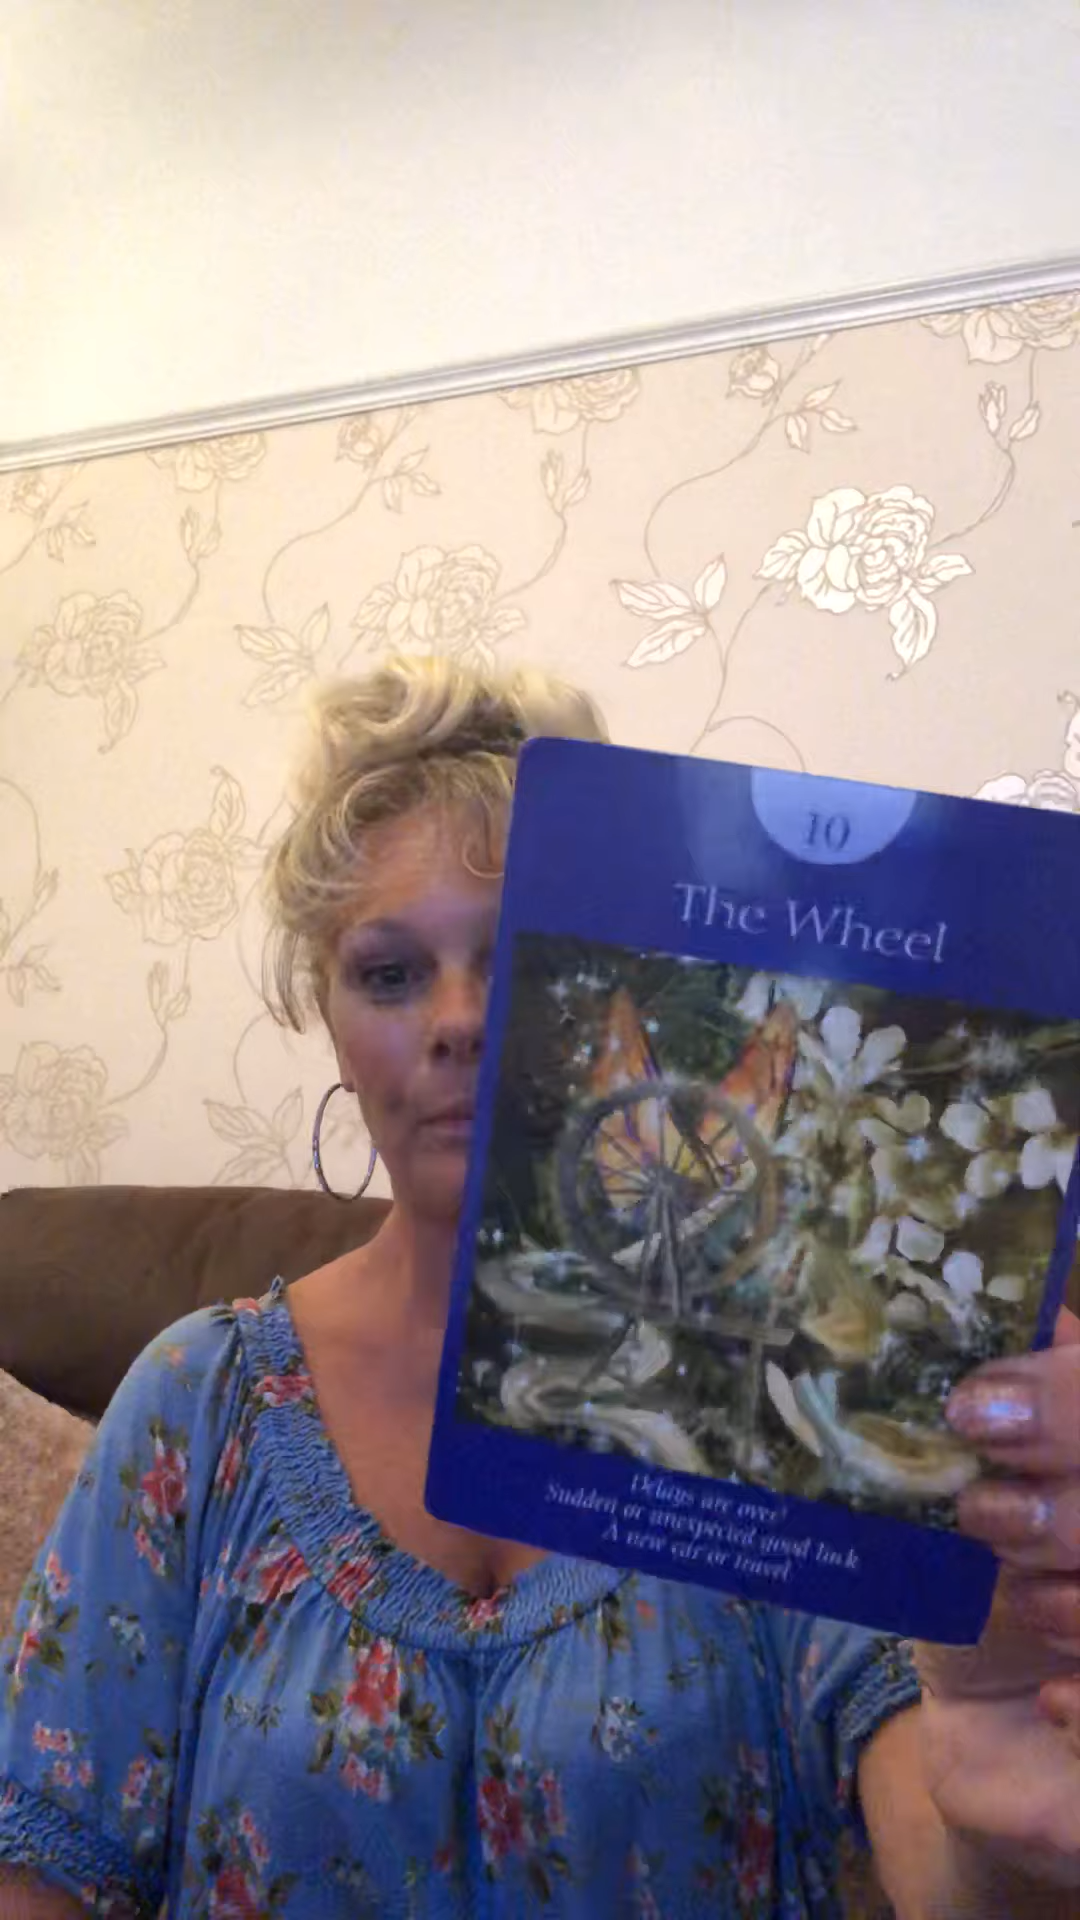 10
The Wheel
Delays are over!
Sudden or unexpected good luck
A new car or travel